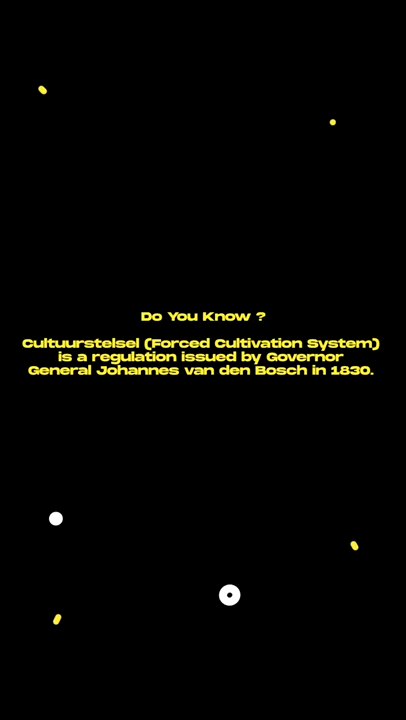 Do You Know ?
Cultuurstelsel (Forced Cultivation System)
is a regulation issued by Governor
General Johannes van den Bosch in 1830.